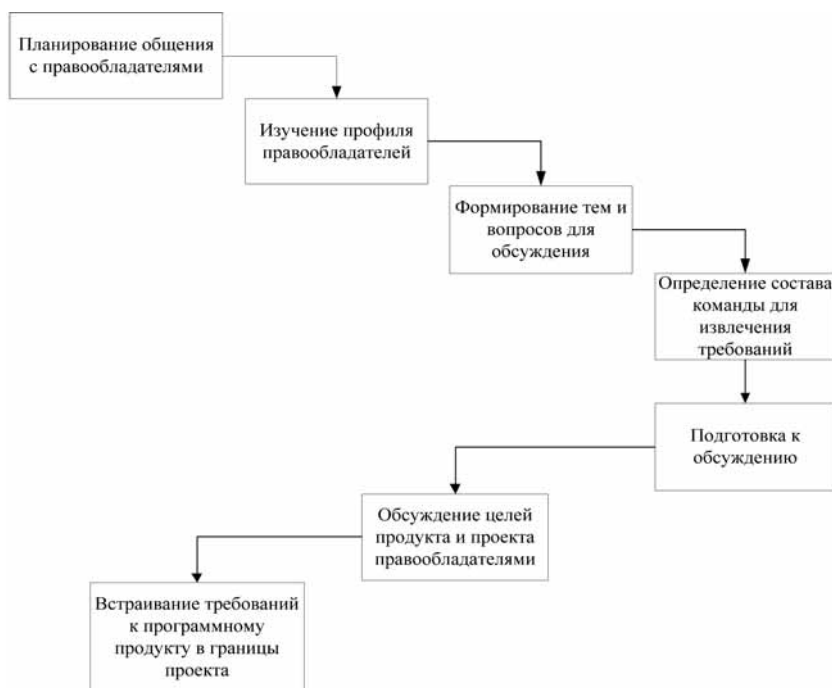 Планирование общения
с правообладателями
Изучение профиля
правообладателей
Формирование тем и
вопросов для
обсуждения
Определение состава
команды для
извлечения
требований
Подготовка к
обсуждению
Обсуждение целей
продукта и проекта
правообладателями
Встраивание требований
к программному
продукту в границы
проекта